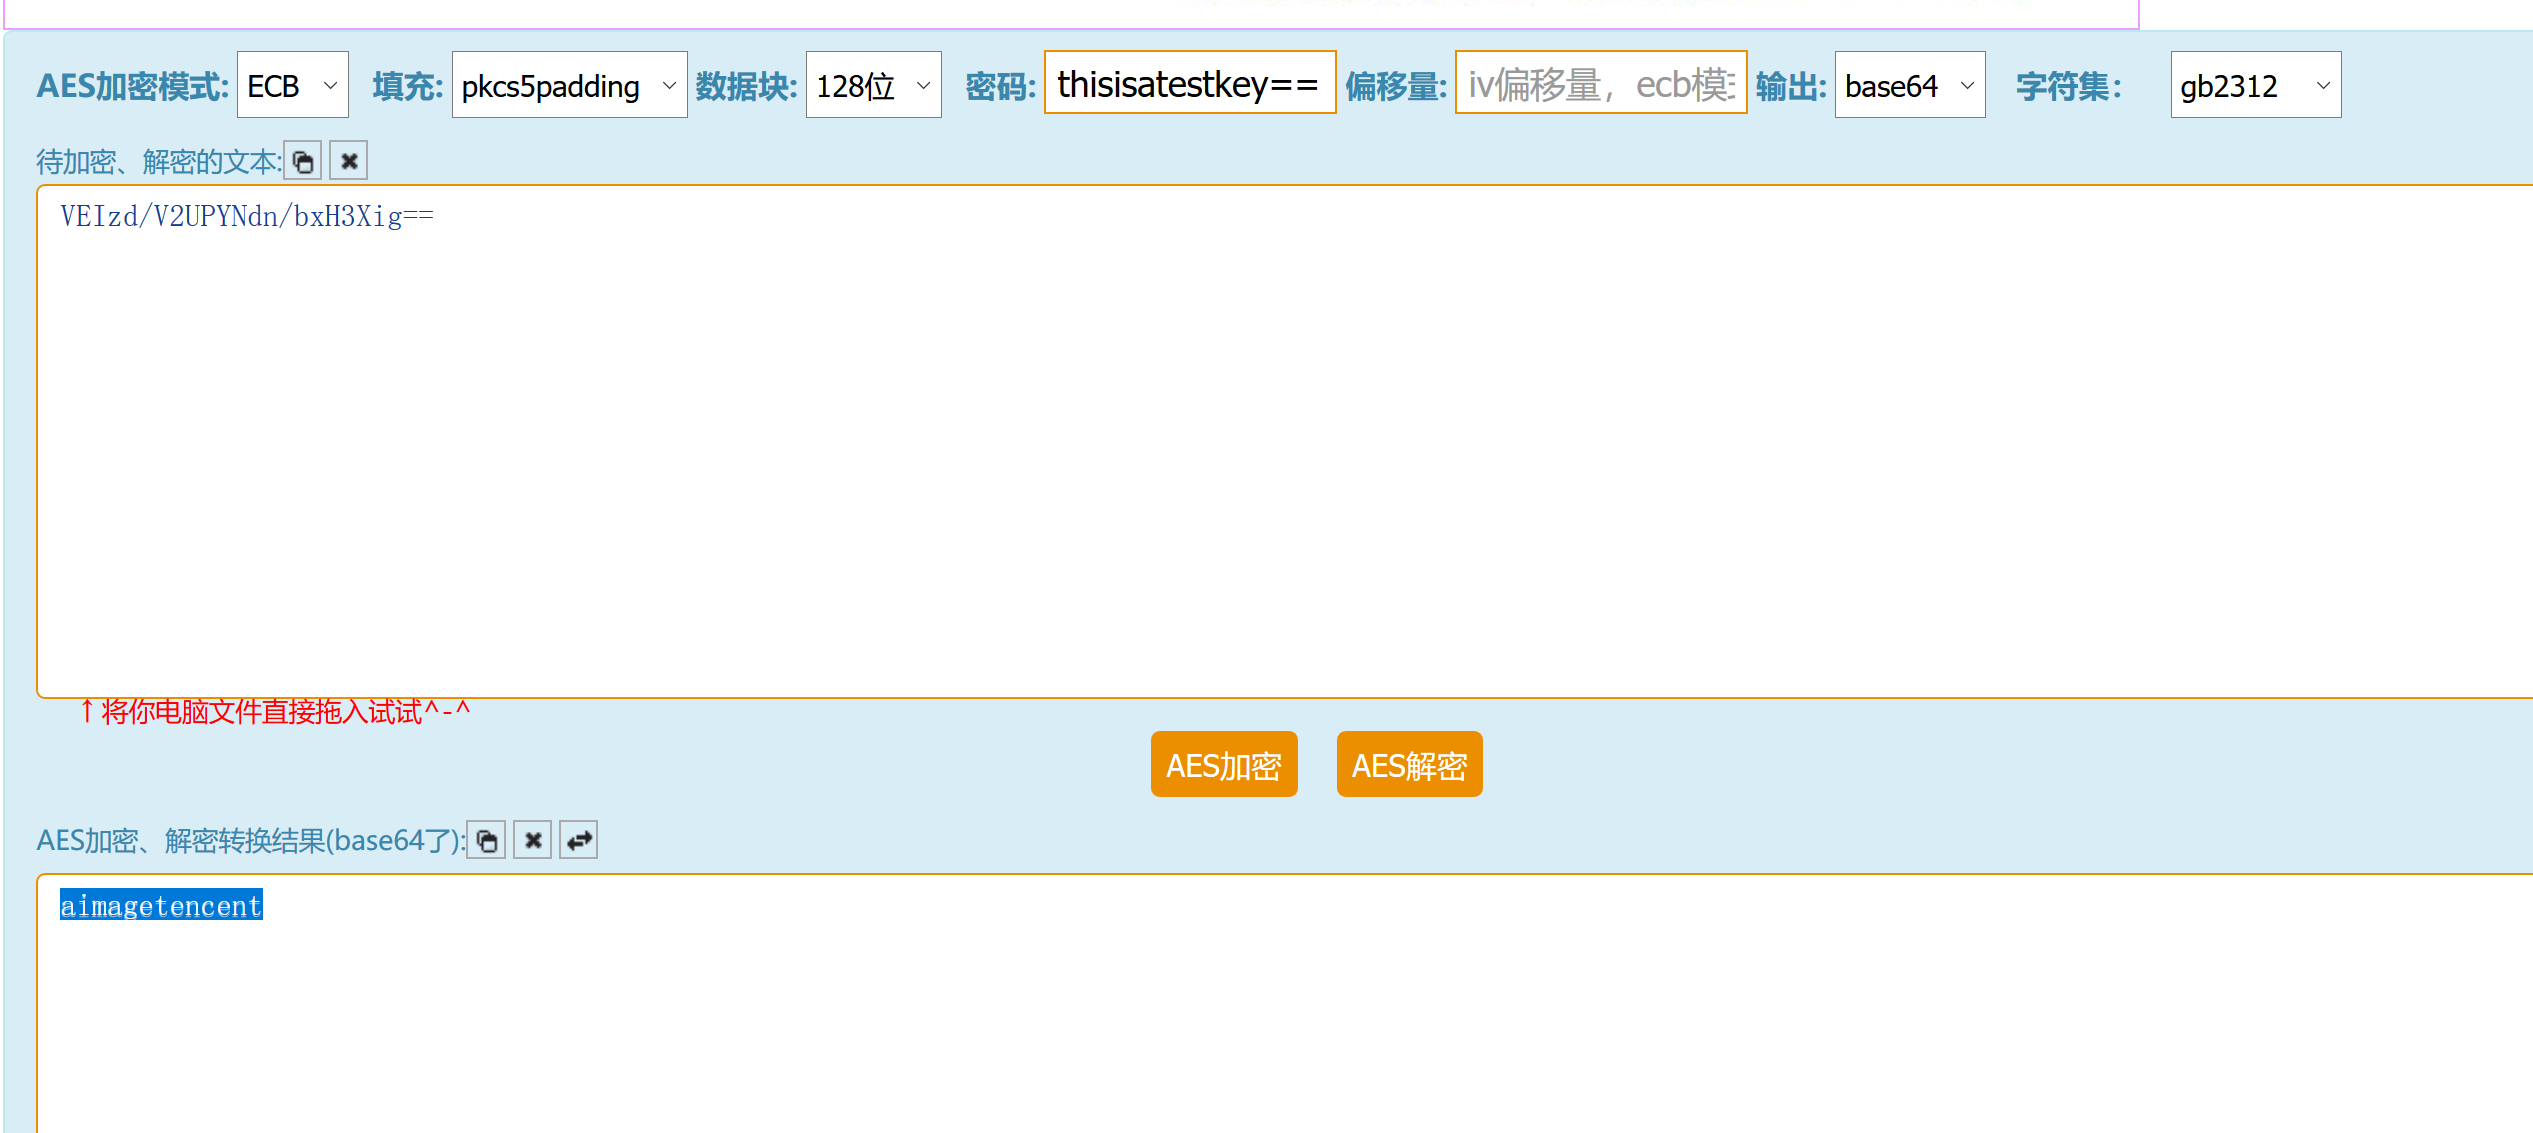 AES加密模式: ECB 填充: pkcs5padding 数据块: 128位 密码: thisisatestkey== 偏移量: iv偏移量，ecb模 输出: base64 字符集： gb2312
待加密、解密的文本:
VEIzd/V2UPYNdn/bxH3Xig==
↑将你电脑文件直接拖入试试^-^
AES加密 AES解密
AES加密、解密转换结果(base64了):
aimagetencent